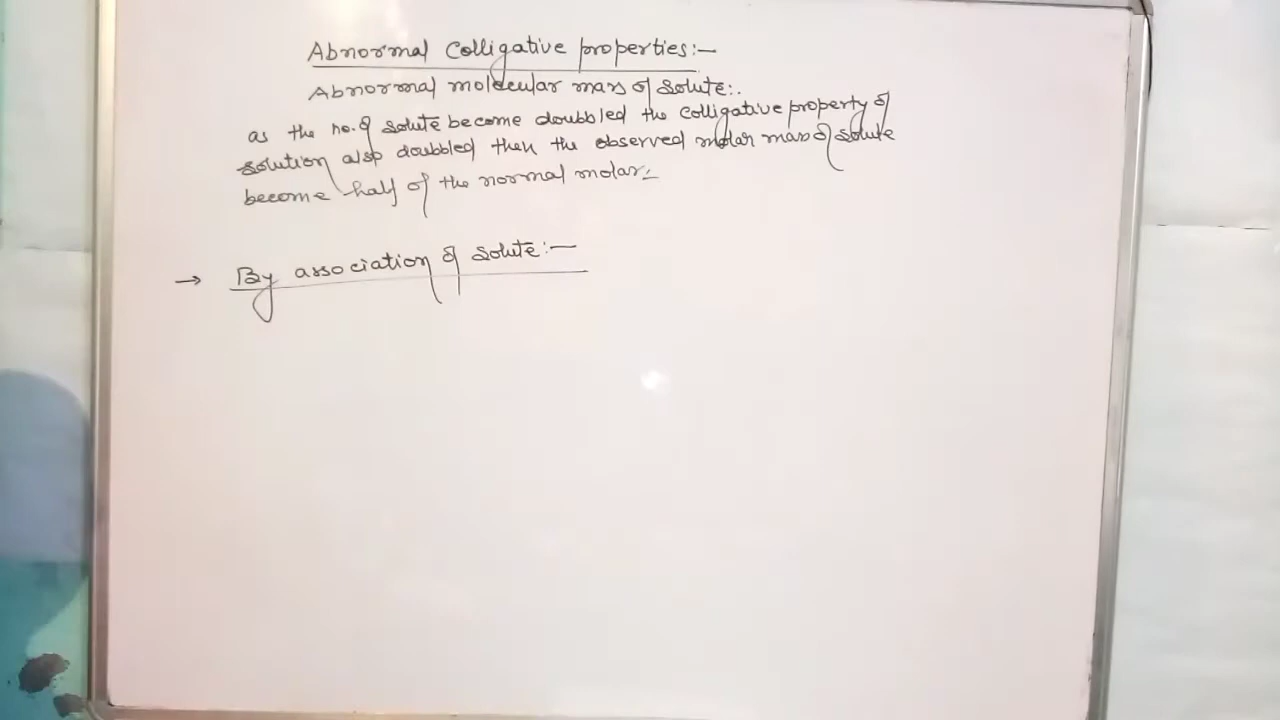 Abnormal Colligative properties:-
Abnormal molecular mass of solute:.
as the no. of solute become doubbled the colligative property of
solution also doubbled then the observed molar mass of solute
become half of the normal molar.
→ By association of solute:-